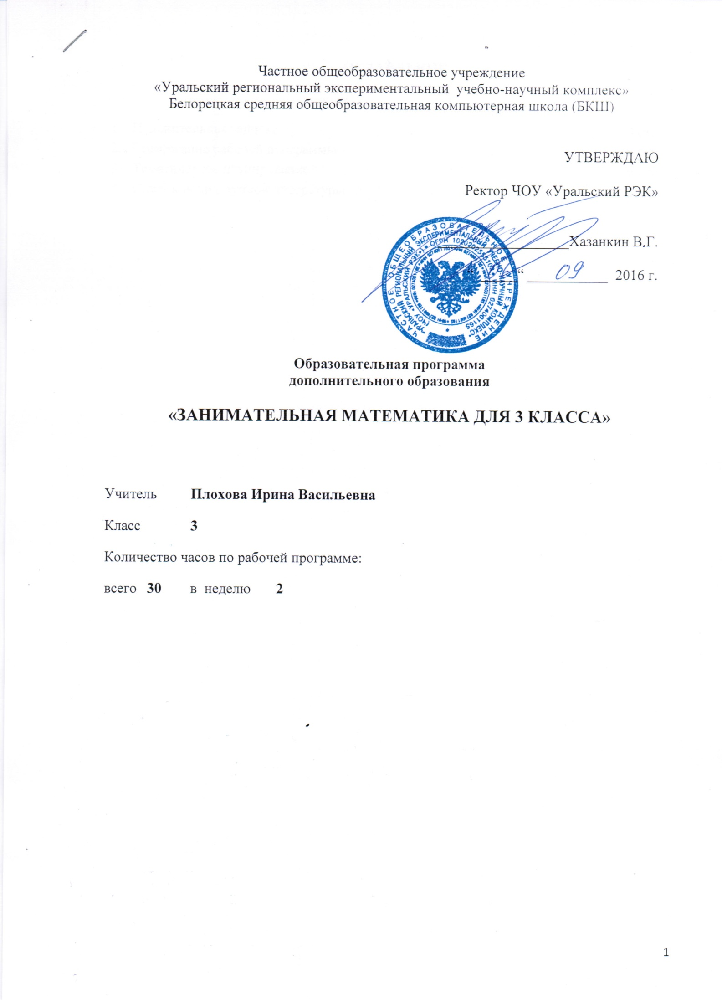 Частное общеобразовательное учреждение
«Уральский региональный экспериментальный учебно-научный комплекс»
Белорецкая средняя общеобразовательная компьютерная школа (БКШ)
УТВЕРЖДАЮ
Ректор ЧОУ «Уральский РЭК»
Хазанкин В.Г.
“ “ 09 2016 г.
ЧАСТНОЕ ОБЩЕОБРАЗОВАТЕЛЬНОЕ УЧРЕЖДЕНИЕ
"УРАЛЬСКИЙ РЕГИОНАЛЬНЫЙ ЭКСПЕРИМЕНТАЛЬНЫЙ УЧЕБНО-НАУЧНЫЙ КОМПЛЕКС"
(ЧОУ «УРАЛЬСКИЙ РЭК») ОГРН ИНН 0274001165
Образовательная программа
дополнительного образования
«ЗАНИМАТЕЛЬНАЯ МАТЕМАТИКА ДЛЯ 3 КЛАССА»
Учитель Плохова Ирина Васильевна
Класс 3
Количество часов по рабочей программе:
всего 30 в неделю 2
1